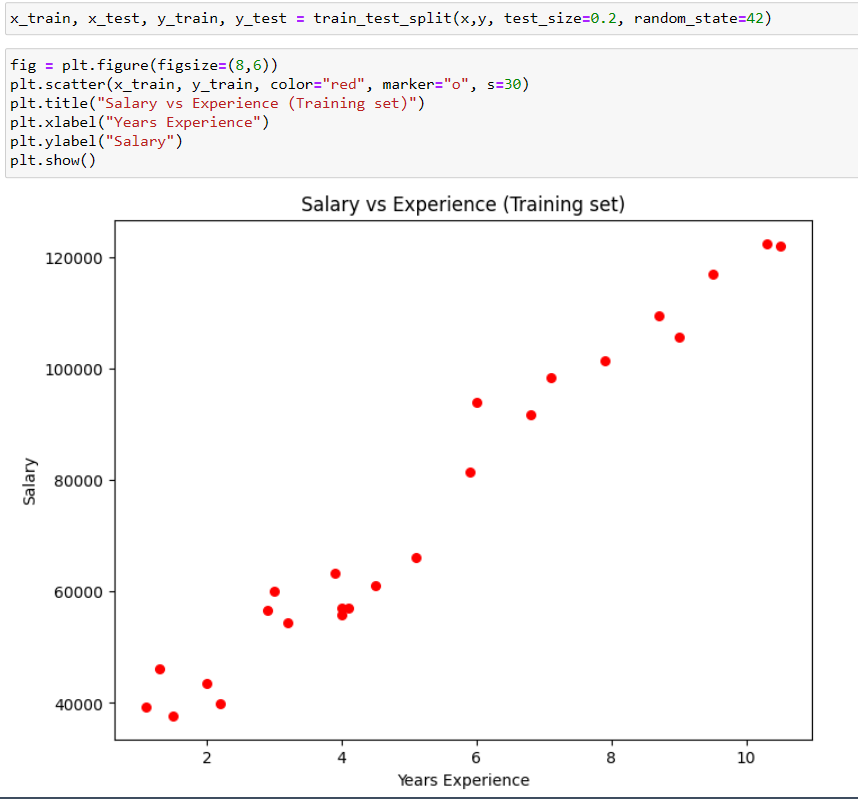 x_train, x_test, y_train, y_test = train_test_split(x,y, test_size=0.2, random_state=42)
fig = plt.figure(figsize=(8,6))
plt.scatter(x_train, y_train, color="red", marker="o", s=30)
plt.title("Salary vs Experience (Training set)")
plt.xlabel("Years Experience")
plt.ylabel("Salary")
plt.show()
Salary vs Experience (Training set)
120000
100000
80000
60000
40000
Salary
2 4 6 8 10
Years Experience